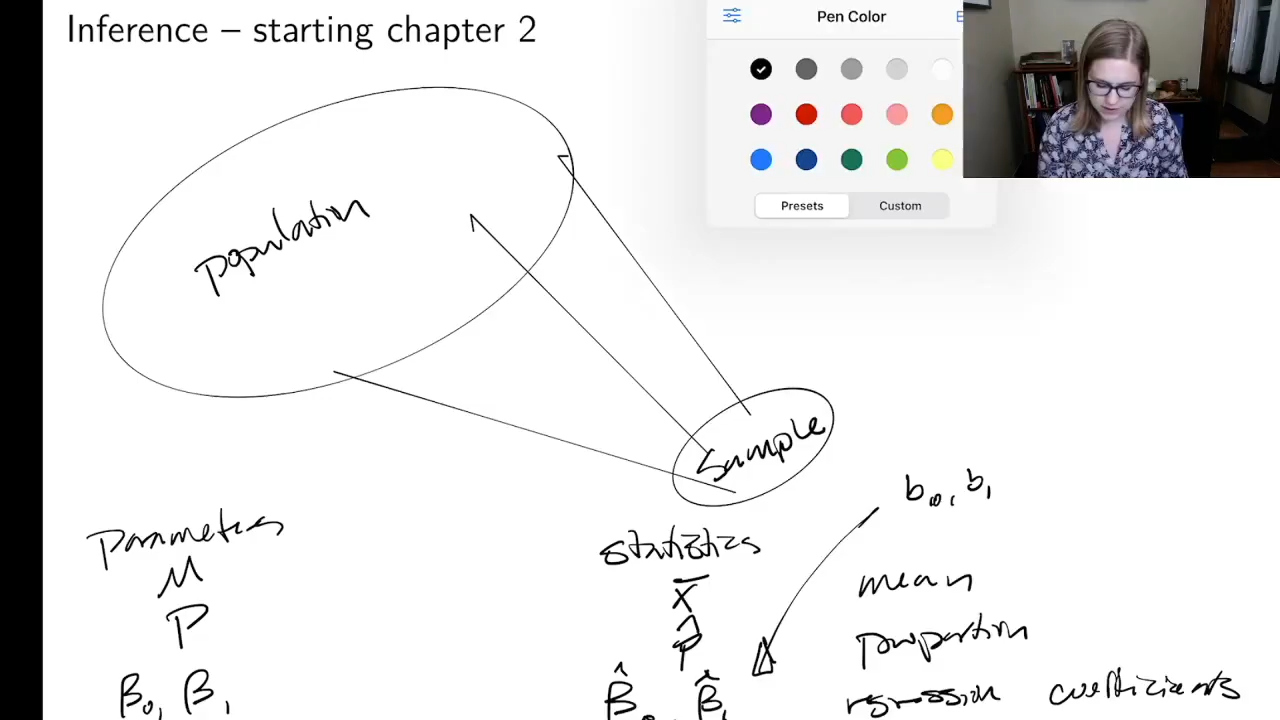 Inference – starting chapter 2
Pen Color
Presets Custom
population
Sample
b₀, b₁
Parameters
statistics
μ
x̄
mean
P
p̂
proportion
β₀, β₁
β̂₀ β̂₁
regression coefficients